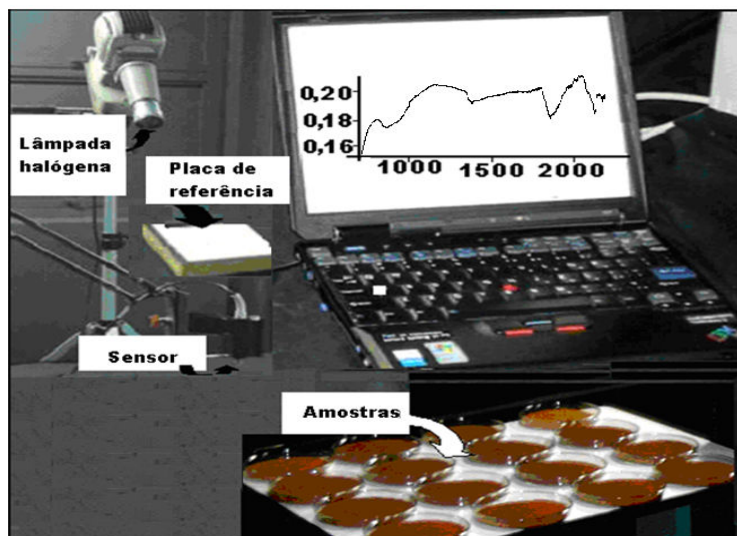 Lâmpada
halógena
Placa de
referência
0,20
0,18
0,16
1000 1500 2000
Sensor
Amostras